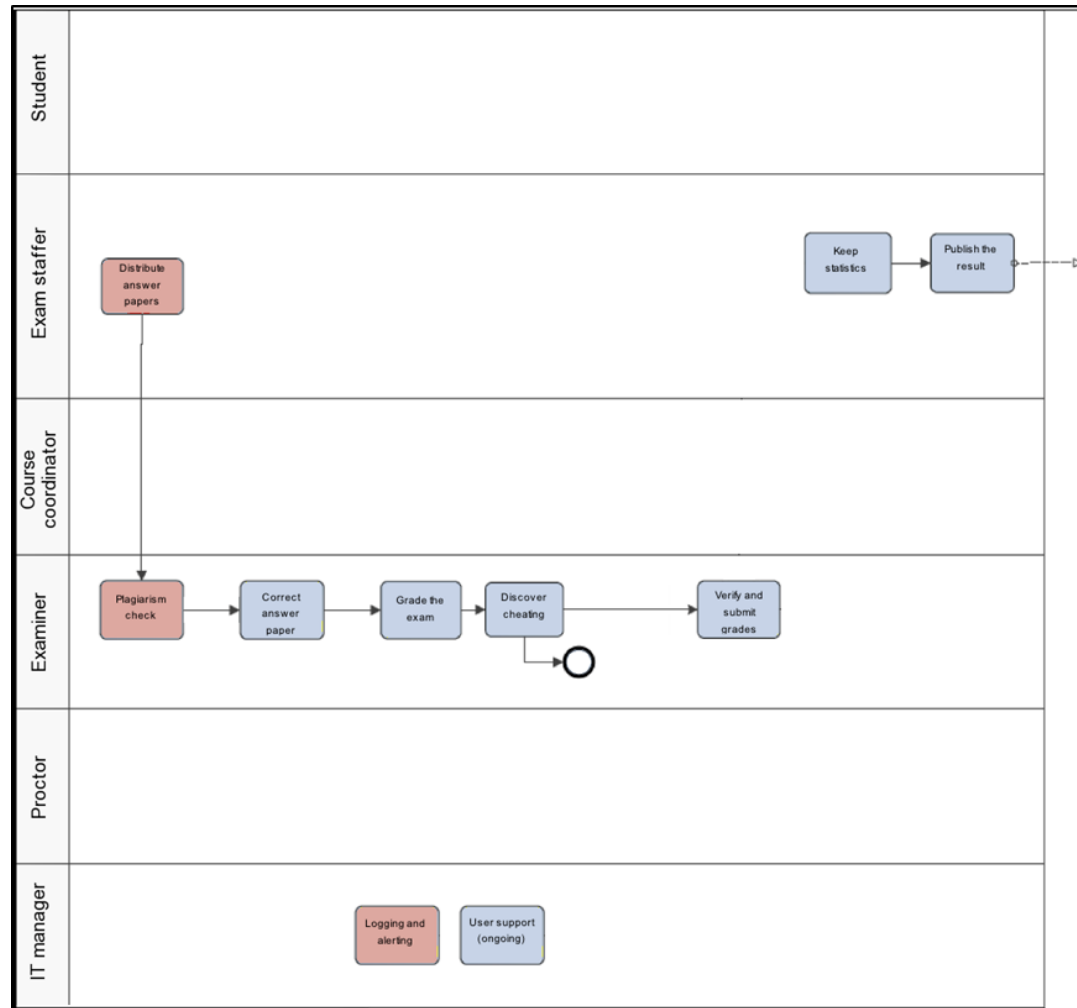 Student
Exam staffer
Distribute
answer
papers
Keep
statistics
Publish the
result
Course
coordinator
Examiner
Plagiarism
check
Correct
answer
paper
Grade the
exam
Discover
cheating
Verify and
submit
grades
Proctor
IT manager
Logging and
alerting
User support
(ongoing)